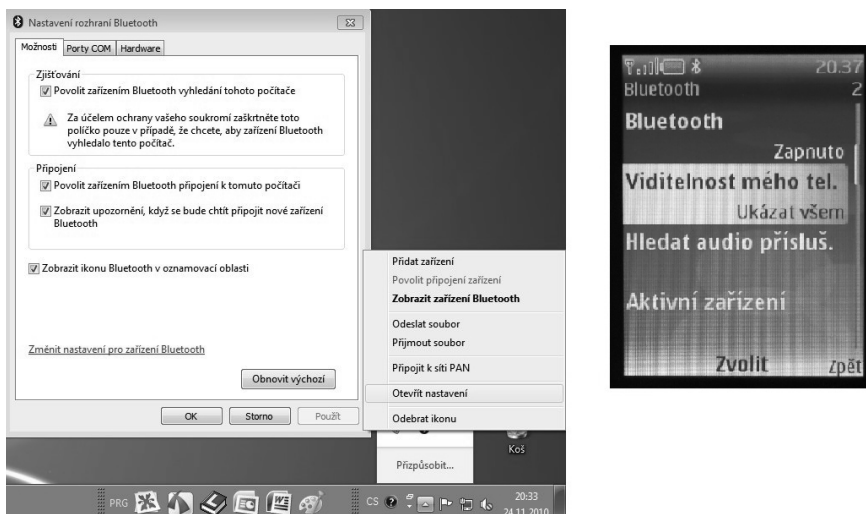 Nastavení rozhraní Bluetooth
Možnosti Porty COM Hardware
Zjišťování
Povolit zařízením Bluetooth vyhledání tohoto počítače
Za účelem ochrany vašeho soukromí zaškrtněte toto
políčko pouze v případě, že chcete, aby zařízení Bluetooth
vyhledalo tento počítač.
Připojení
Povolit zařízením Bluetooth připojení k tomuto počítači
Zobrazit upozornění, když se bude chtít připojit nové zařízení
Bluetooth
Zobrazit ikonu Bluetooth v oznamovací oblasti
Změnit nastavení pro zařízení Bluetooth
Obnovit výchozí
OK Storno Použít
Přidat zařízení
Povolit připojení zařízení
Zobrazit zařízení Bluetooth
Odeslat soubor
Přijmout soubor
Připojit k síti PAN
Otevřít nastavení
Odebrat ikonu
Koš
Přizpůsobit...
PRG
CS
20:33
24.11.2010
20.37
Bluetooth 2
Bluetooth
Zapnuto
Viditelnost mého tel.
Ukázat všem
Hledat audio přísluš.
Aktivní zařízení
Zvolit Zpět